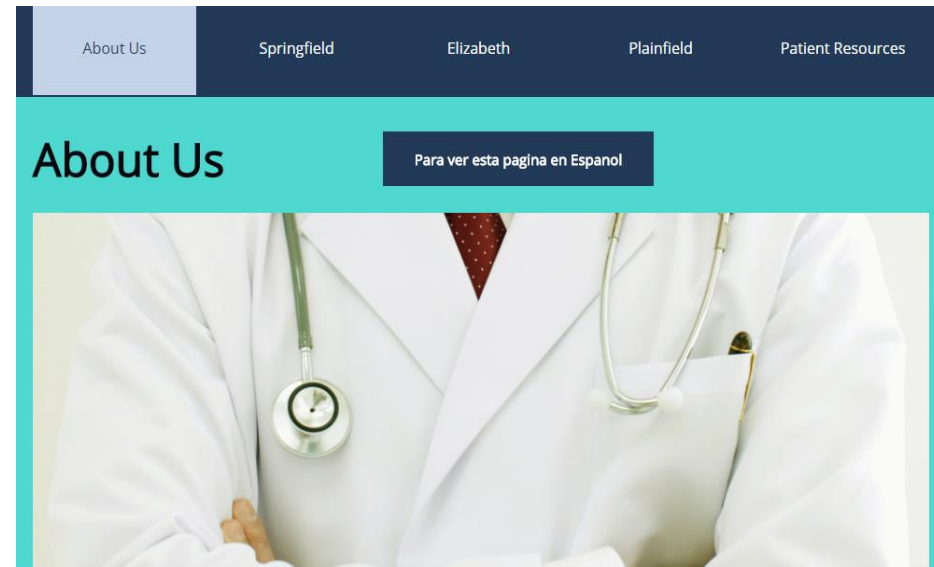 About Us
Springfield
Elizabeth
Plainfield
Patient Resources
About Us
Para ver esta pagina en Espanol